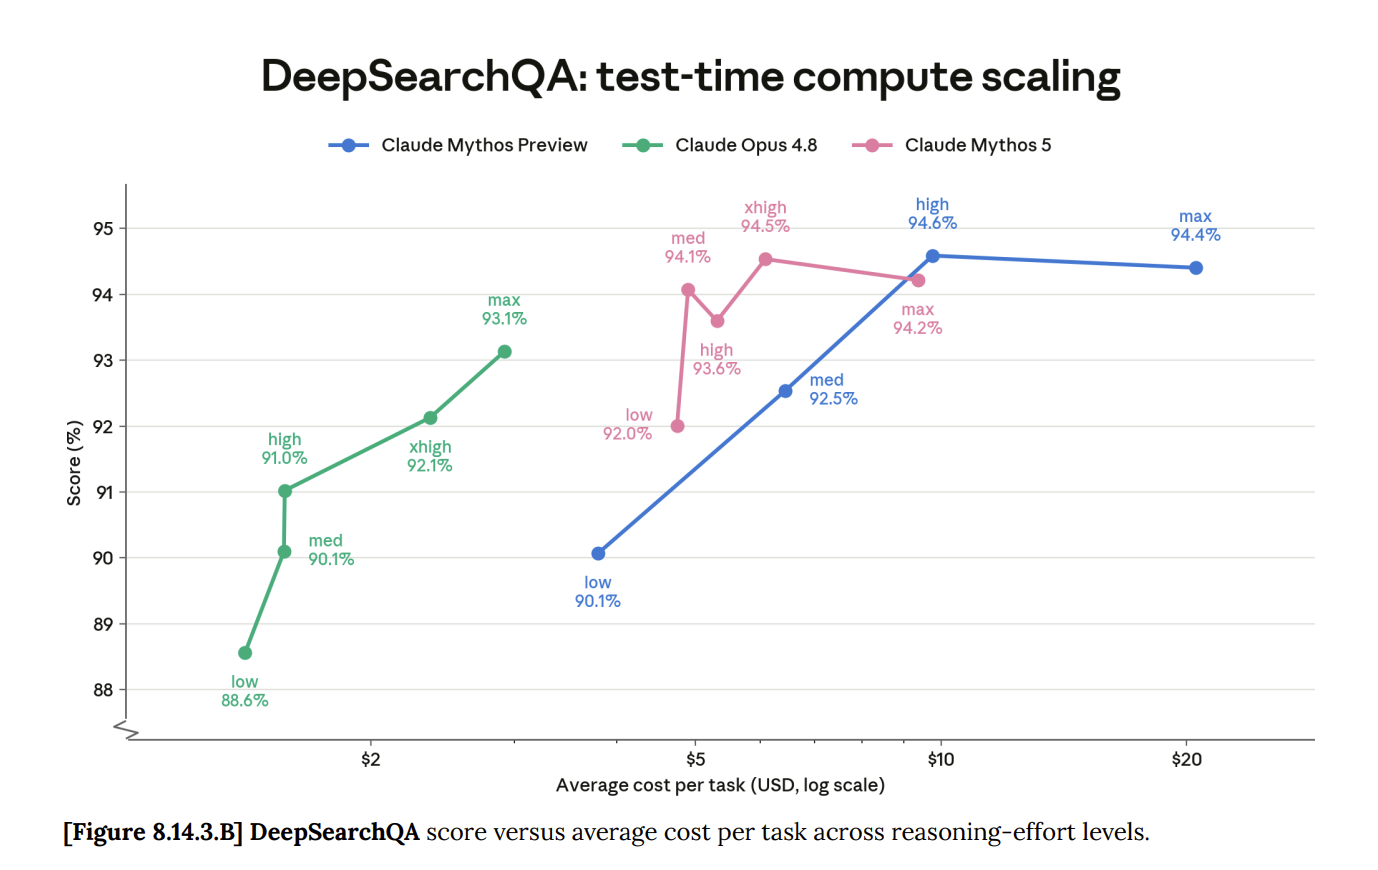 DeepSearchQA: test-time compute scaling
Claude Mythos Preview
Claude Opus 4.8
Claude Mythos 5
Score (%)
95
94
93
92
91
90
89
88
low
88.6%
med
90.1%
high
91.0%
xhigh
92.1%
max
93.1%
low
92.0%
med
94.1%
high
93.6%
xhigh
94.5%
max
94.2%
low
90.1%
med
92.5%
high
94.6%
max
94.4%
$2
$5
$10
$20
Average cost per task (USD, log scale)
[Figure 8.14.3.B] DeepSearchQA score versus average cost per task across reasoning-effort levels.